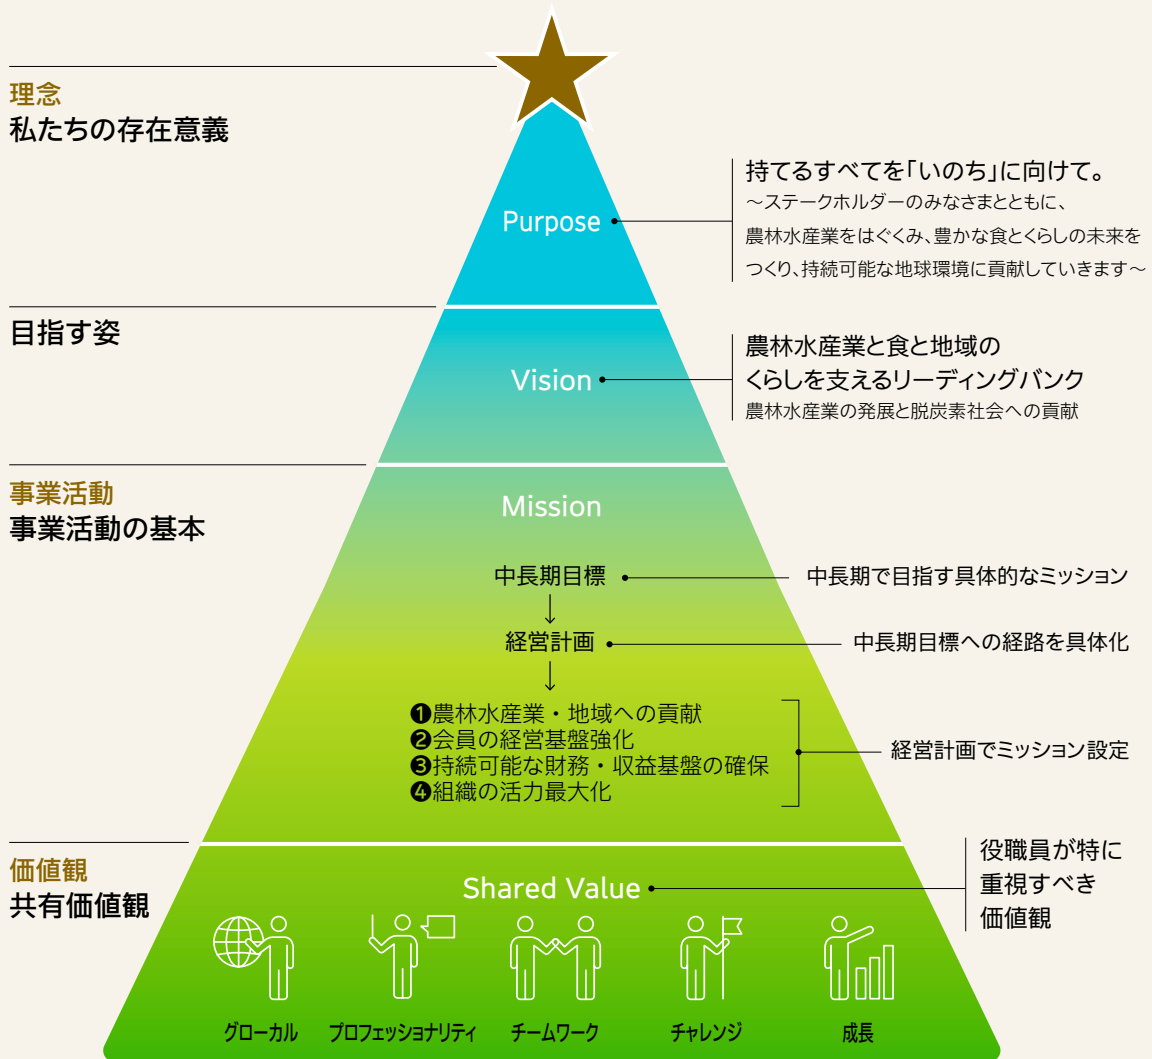 理念
私たちの存在意義
Purpose
持てるすべてを「いのち」に向けて。
～ステークホルダーのみなさまとともに、
農林水産業をはぐくみ、豊かな食とくらしの未来を
つくり、持続可能な地球環境に貢献していきます～
目指す姿
Vision
農林水産業と食と地域の
くらしを支えるリーディングバンク
農林水産業の発展と脱炭素社会への貢献
事業活動
事業活動の基本
Mission
中長期目標
中長期で目指す具体的なミッション
↓
経営計画
中長期目標への経路を具体化
↓
❶農林水産業・地域への貢献
❷会員の経営基盤強化
❸持続可能な財務・収益基盤の確保
❹組織の活力最大化
経営計画でミッション設定
価値観
共有価値観
Shared Value
役職員が特に
重視すべき
価値観
グローカル
プロフェッショナリティ
チームワーク
チャレンジ
成長